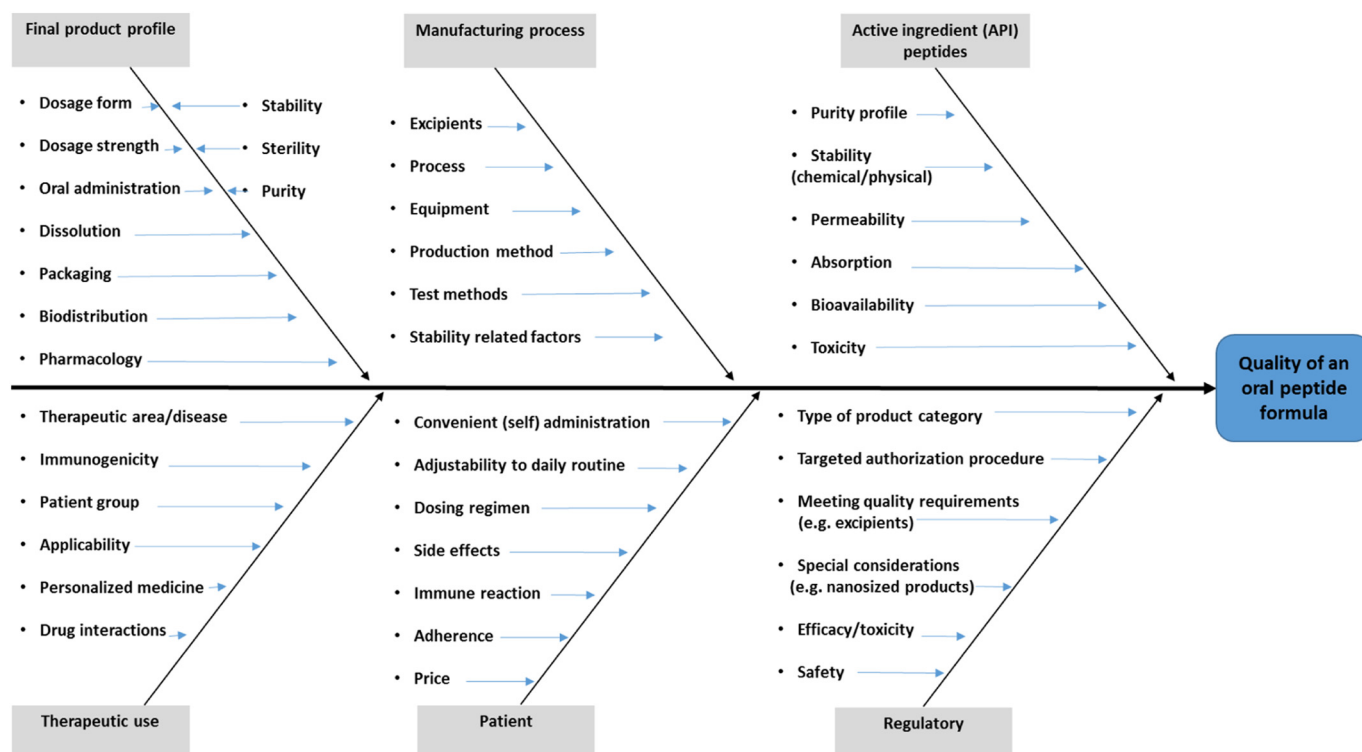 Final product profile
• Dosage form
• Stability
• Dosage strength
• Sterility
• Oral administration
• Purity
• Dissolution
• Packaging
• Biodistribution
• Pharmacology
Manufacturing process
• Excipients
• Process
• Equipment
• Production method
• Test methods
• Stability related factors
Active ingredient (API)
peptides
• Purity profile
• Stability
(chemical/physical)
• Permeability
• Absorption
• Bioavailability
• Toxicity
Quality of an
oral peptide
formula
• Therapeutic area/disease
• Immunogenicity
• Patient group
• Applicability
• Personalized medicine
• Drug interactions
Therapeutic use
• Convenient (self) administration
• Adjustability to daily routine
• Dosing regimen
• Side effects
• Immune reaction
• Adherence
• Price
Patient
• Type of product category
• Targeted authorization procedure
• Meeting quality requirements
(e.g. excipients)
• Special considerations
(e.g. nanosized products)
• Efficacy/toxicity
• Safety
Regulatory